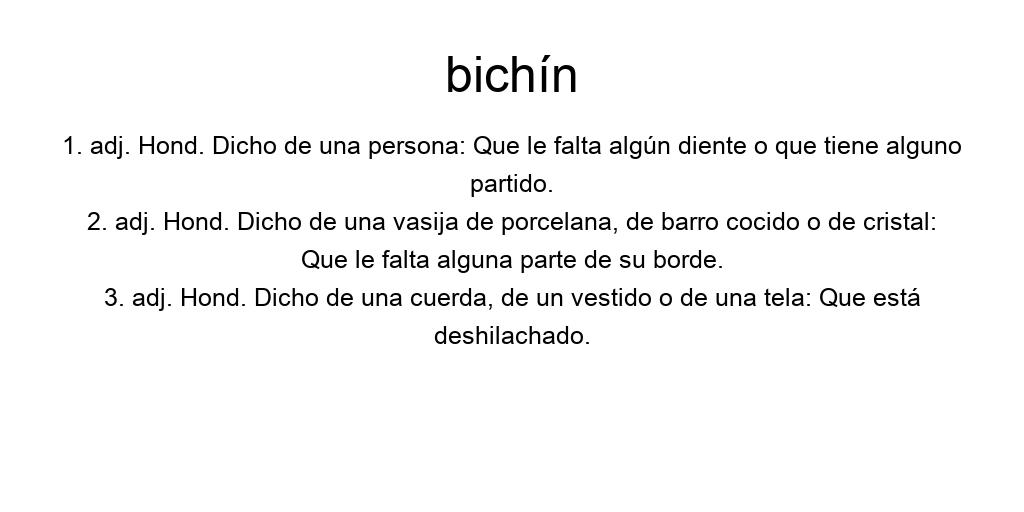 bichín
1. adj. Hond. Dicho de una persona: Que le falta algún diente o que tiene alguno
partido.
2. adj. Hond. Dicho de una vasija de porcelana, de barro cocido o de cristal:
Que le falta alguna parte de su borde.
3. adj. Hond. Dicho de una cuerda, de un vestido o de una tela: Que está
deshilachado.